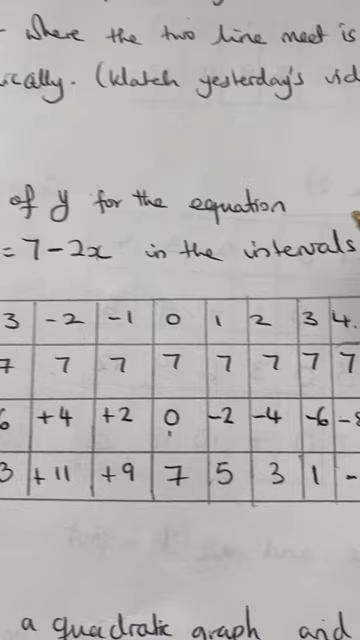 - Where the two line meet is
ically. (Watch yesterday's vid
of y for the equation
= 7-2x in the intervals
3 -2 -1 0 1 2 3 4.
7 7 7 7 7 7 7 7
6 +4 +2 0 -2 -4 -6 -8
3 +11 +9 7 5 3 1 -
a quadratic graph and